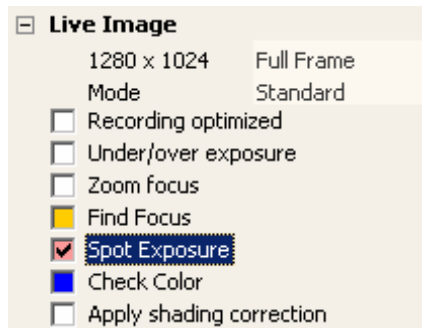 Live Image
1280 x 1024 Full Frame
Mode Standard
Recording optimized
Under/over exposure
Zoom focus
Find Focus
Spot Exposure
Check Color
Apply shading correction